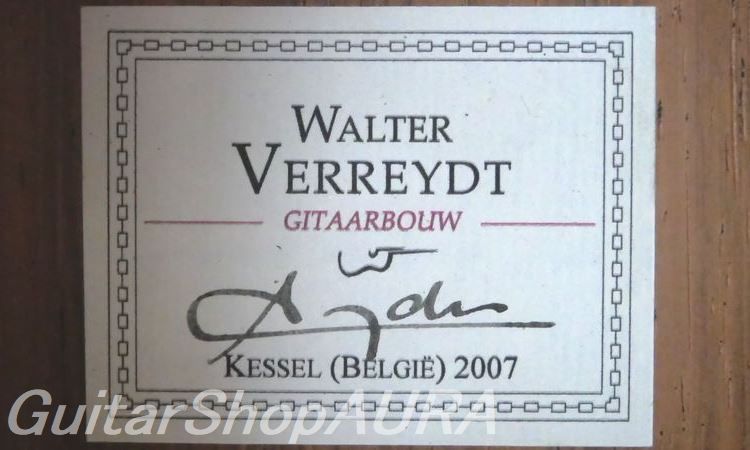 WALTER
VERREYDT
GITAARBOUW
KESSEL (BELGIË) 2007
GuitarShopAURA